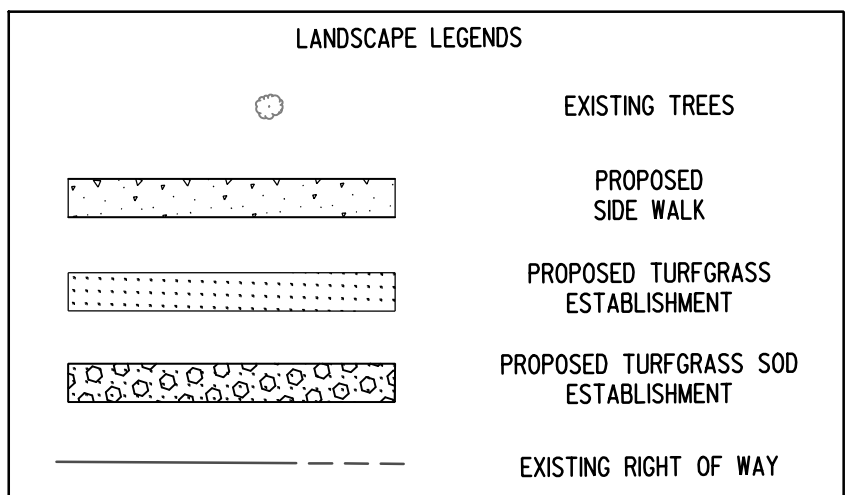 LANDSCAPE LEGENDS
EXISTING TREES
PROPOSED
SIDE WALK
PROPOSED TURFGRASS
ESTABLISHMENT
PROPOSED TURFGRASS SOD
ESTABLISHMENT
EXISTING RIGHT OF WAY